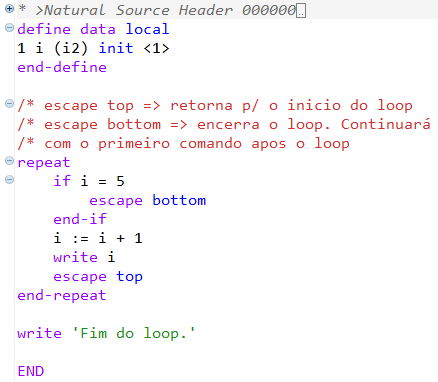 * >Natural Source Header 000000..
define data local
1 i (i2) init <1>
end-define
/* escape top => retorna p/ o inicio do loop
/* escape bottom => encerra o loop. Continuará
/* com o primeiro comando apos o loop
repeat
if i = 5
escape bottom
end-if
i := i + 1
write i
escape top
end-repeat
write 'Fim do loop.'
END